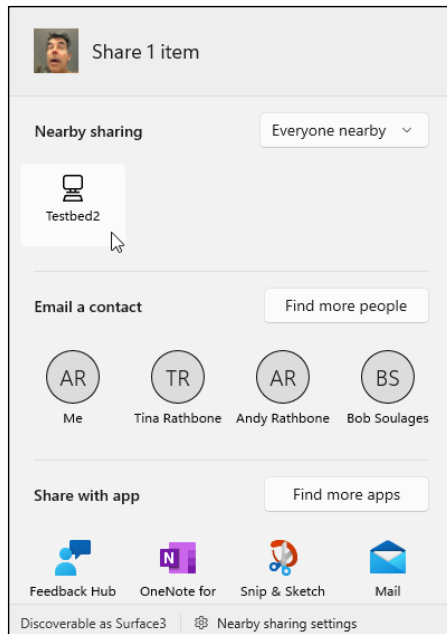 Share 1 item
Nearby sharing
Everyone nearby
Testbed2
Email a contact
Find more people
AR TR AR BS
Me Tina Rathbone Andy Rathbone Bob Soulages
Share with app
Find more apps
N
Feedback Hub OneNote for Snip & Sketch Mail
Discoverable as Surface3 Nearby sharing settings